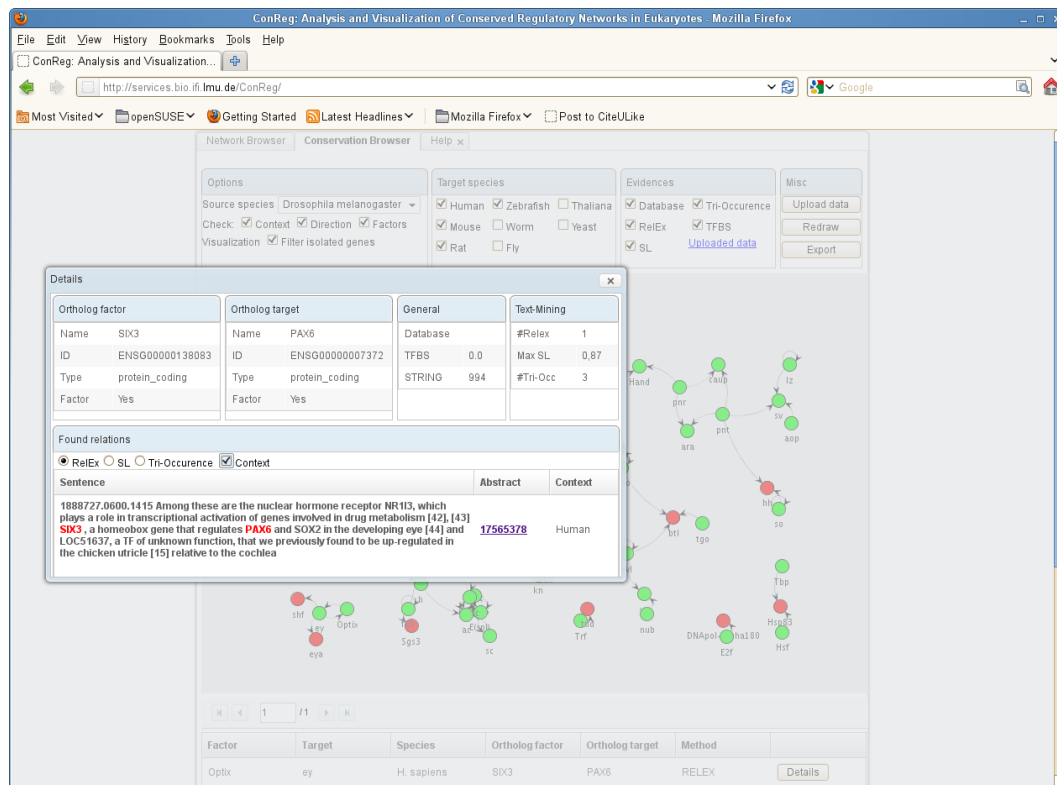 ConReg: Analysis and Visualization of Conserved Regulatory Networks in Eukaryotes - Mozilla Firefox
File Edit View History Bookmarks Tools Help
ConReg: Analysis and Visualization...
http://services.bio.ifi.lmu.de/ConReg/ Google
Most Visited openSUSE Getting Started Latest Headlines Mozilla Firefox Post to CiteULike
Network Browser Conservation Browser Help x
Options Target species Evidences Misc
Source species Drosophila melanogaster Human Zebrafish Thaliana Database Tri-Occurence Upload data
Check: Context Direction Factors Mouse Worm Yeast RelEx TFBS Redraw
Visualization Filter isolated genes Rat Fly SL Uploaded data Export
Details
Ortholog factor Ortholog target General Text-Mining
Name SIX3 Name PAX6 Database #Relex 1
ID ENSG00000138083 ID ENSG00000007372 TFBS 0.0 Max SL 0,87
Type protein_coding Type protein_coding STRING 994 #Tri-Occ 3
Factor Yes Factor Yes
Found relations
RelEx SL Tri-Occurence Context
Sentence Abstract Context
1888727.0600.1415 Among these are the nuclear hormone receptor NR1I3, which
plays a role in transcriptional activation of genes involved in drug metabolism [42], [43]
SIX3 , a homeobox gene that regulates PAX6 and SOX2 in the developing eye [44] and 17565378 Human
LOC51637, a TF of unknown function, that we previously found to be up-regulated in
the chicken utricle [15] relative to the cochlea
Hand caup lz
pnr
sv
ara pnt aop
hh
so
btl tgo
kn
Tbp
shf ey Optix
eya
Sgs3
ac
sc
Trf
nub
DNApol-alpha180
E2f
Hsp83
Hsf
1 /1
Factor Target Species Ortholog factor Ortholog target Method
Optix ey H. sapiens SIX3 PAX6 RELEX Details